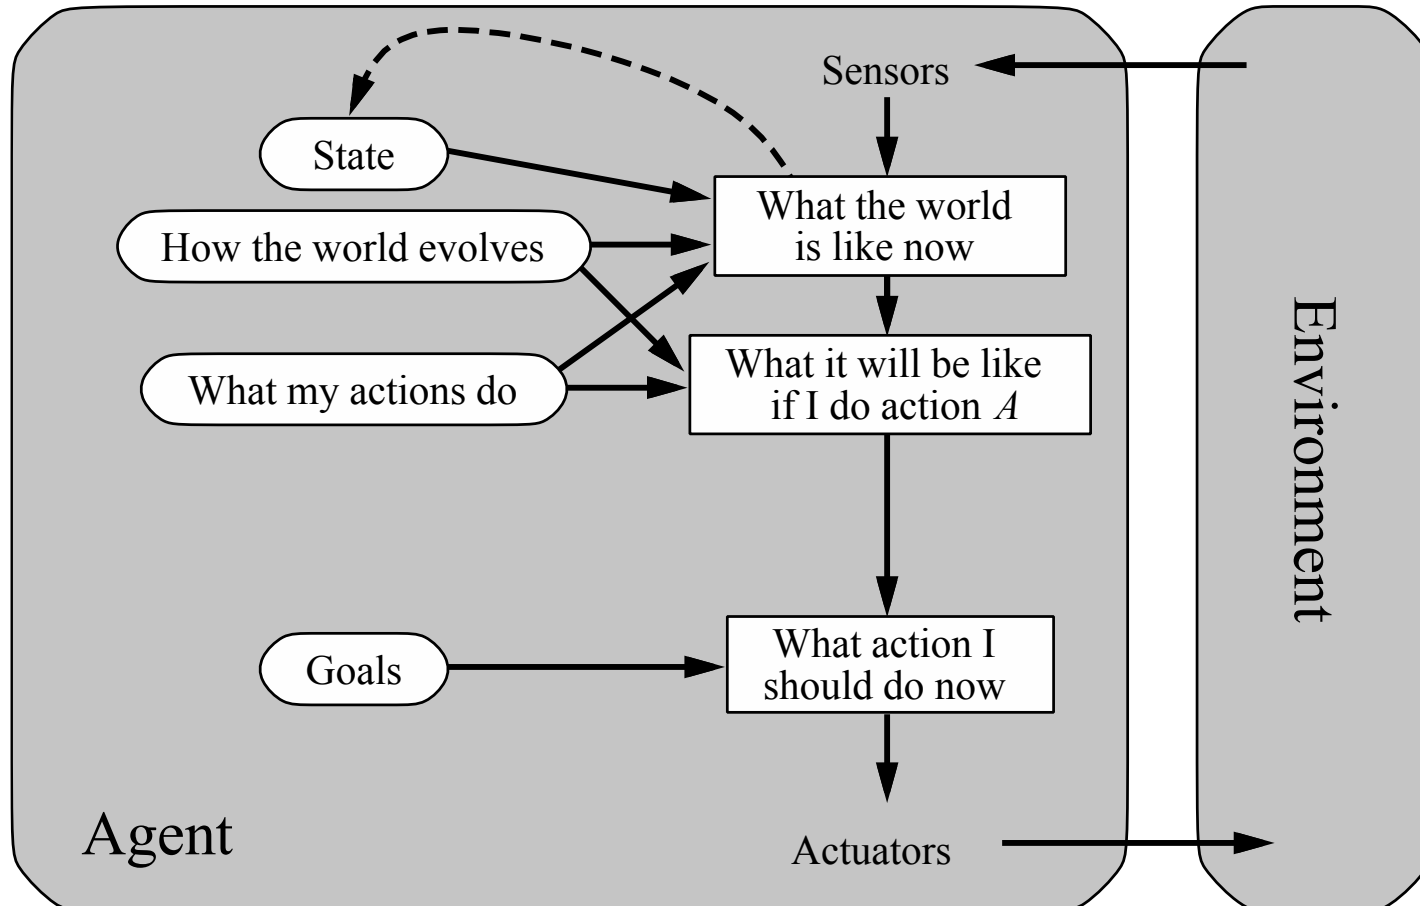 Sensors
State
What the world
is like now
How the world evolves
What my actions do
What it will be like
if I do action A
Environment
Goals
What action I
should do now
Agent
Actuators